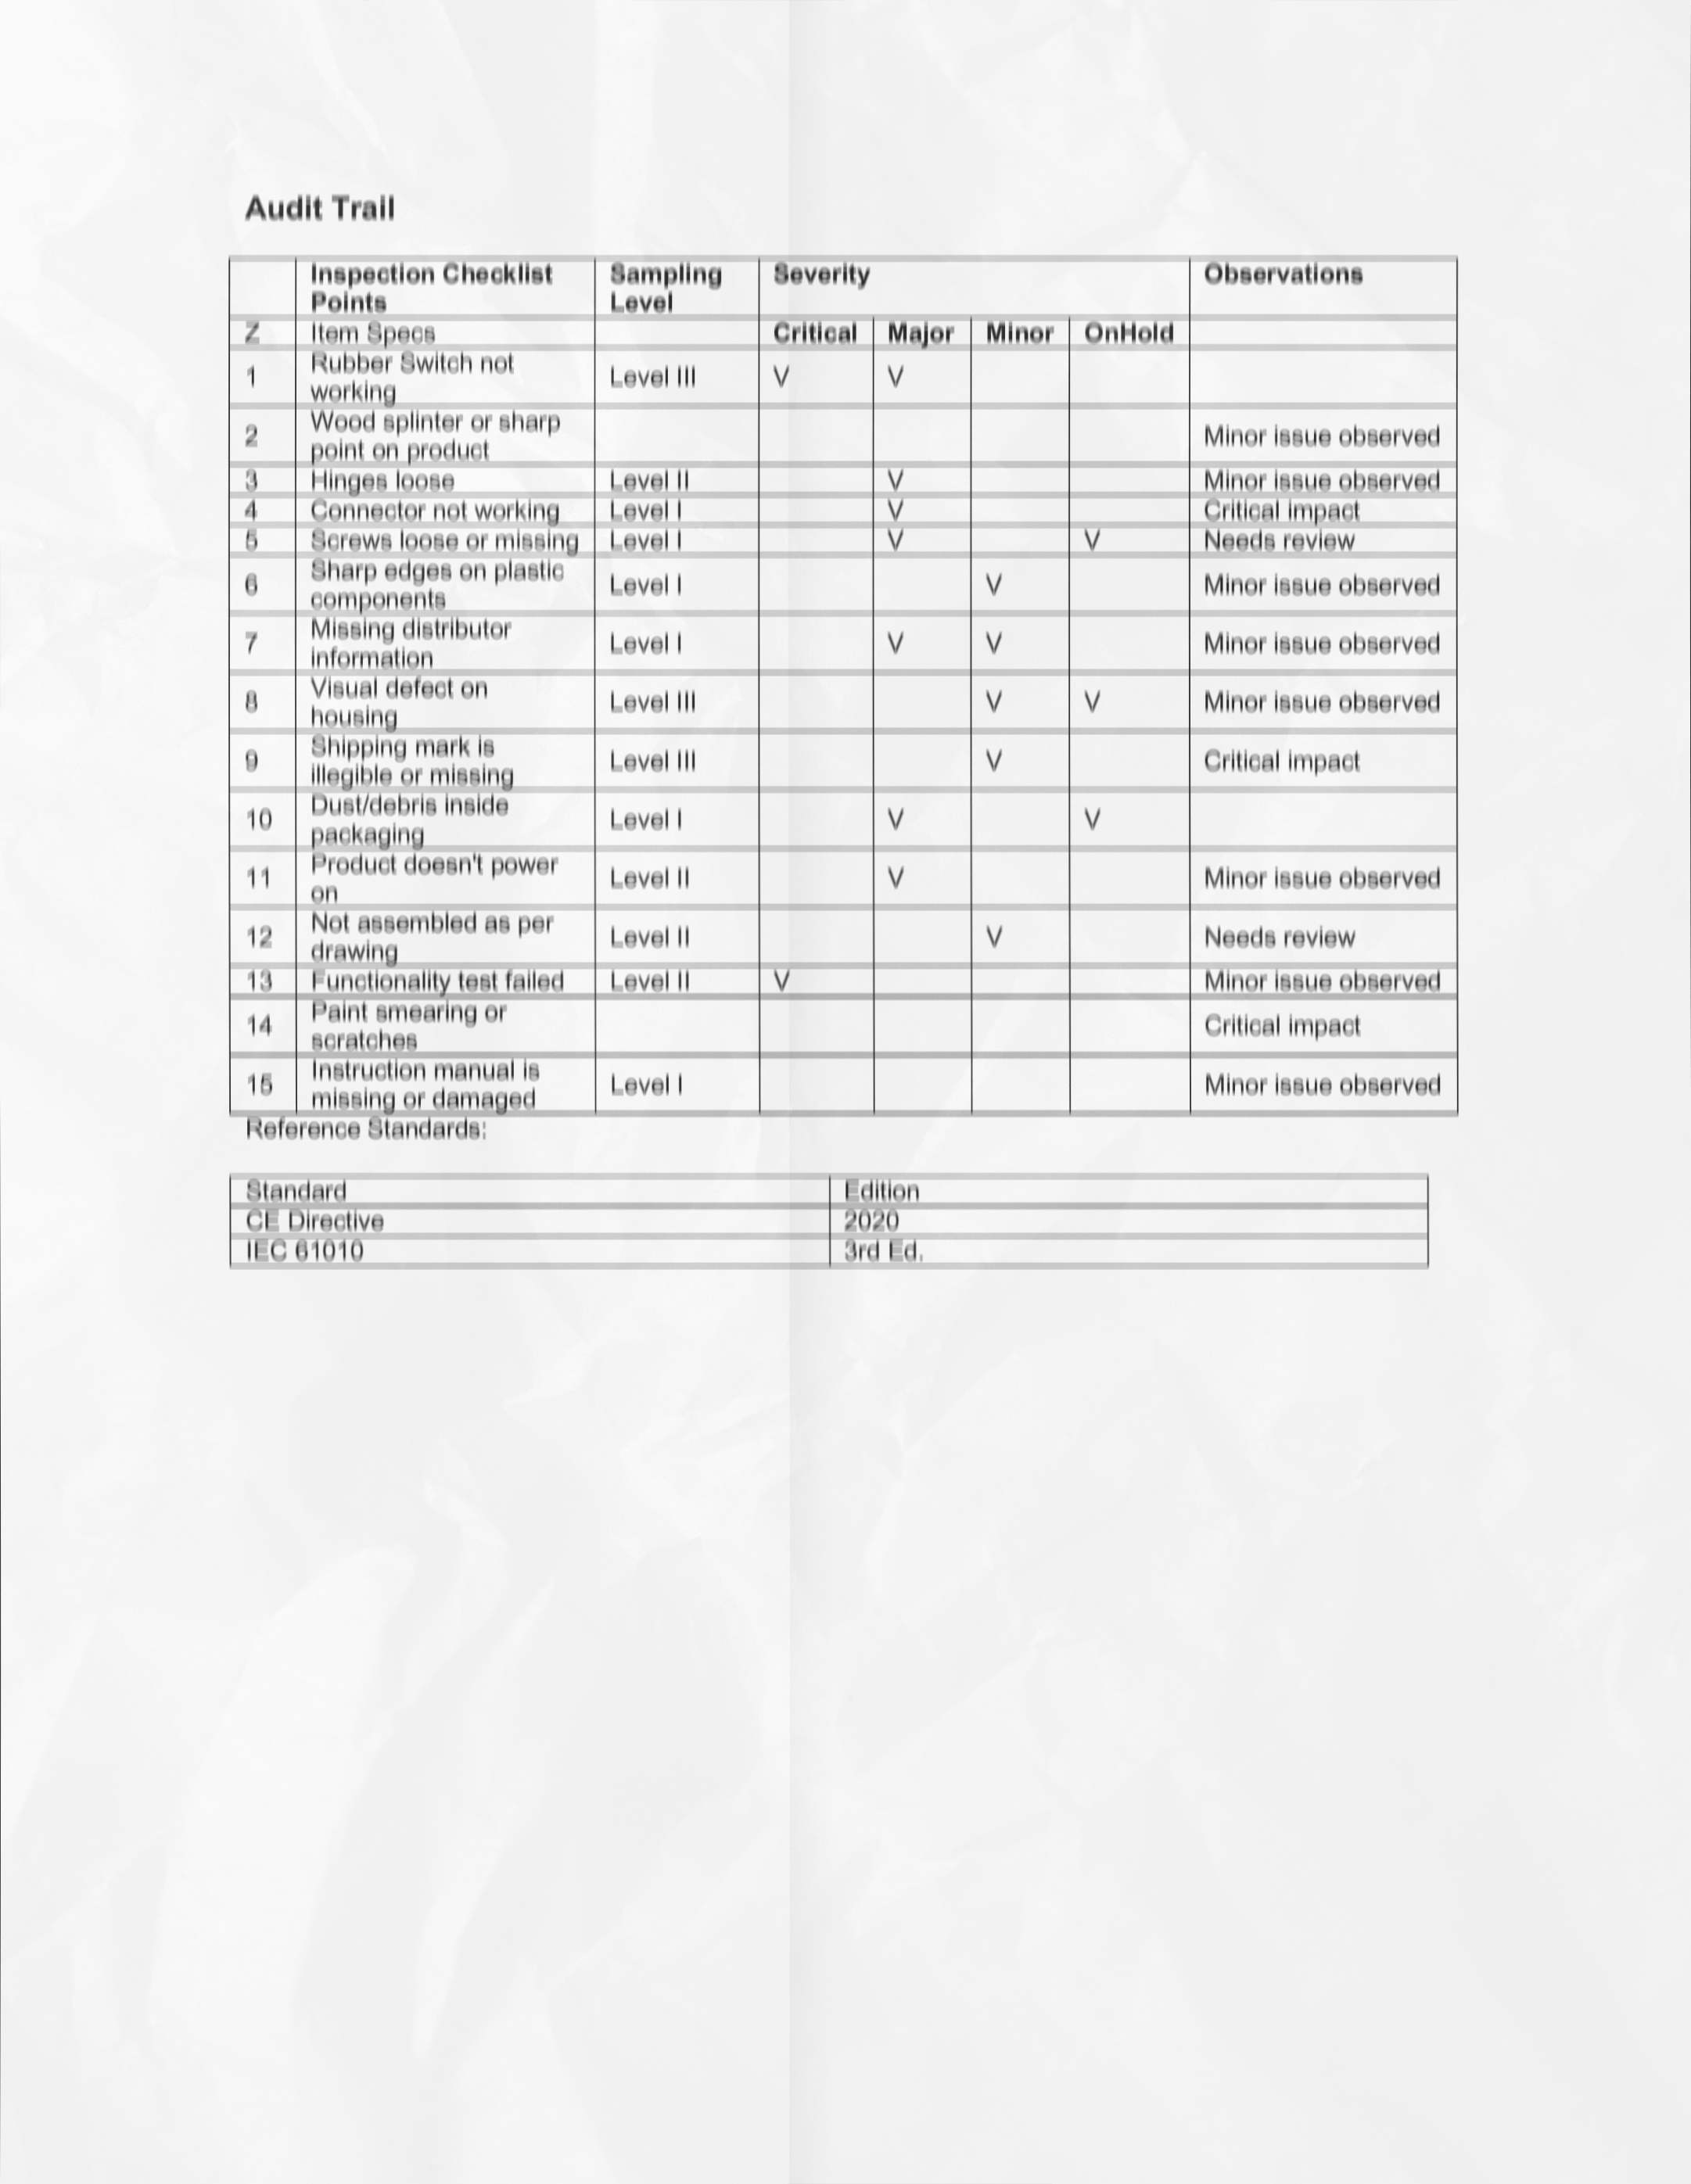 Audit Trail
Inspection Checklist Points Sampling Level Severity Observations
Z Item Specs Critical Major Minor OnHold
1 Rubber Switch not working Level III V V
2 Wood splinter or sharp point on product Minor issue observed
3 Hinges loose Level II V Minor issue observed
4 Connector not working Level I V Critical impact
5 Screws loose or missing Level I V V Needs review
6 Sharp edges on plastic components Level I V Minor issue observed
7 Missing distributor information Level I V V Minor issue observed
8 Visual defect on housing Level III V V Minor issue observed
9 Shipping mark is illegible or missing Level III V Critical impact
10 Dust/debris inside packaging Level I V V
11 Product doesn't power on Level II V Minor issue observed
12 Not assembled as per drawing Level II V Needs review
13 Functionality test failed Level II V Minor issue observed
14 Paint smearing or scratches Critical impact
15 Instruction manual is missing or damaged Level I Minor issue observed
Reference Standards:
Standard Edition
CE Directive 2020
IEC 61010 3rd Ed.